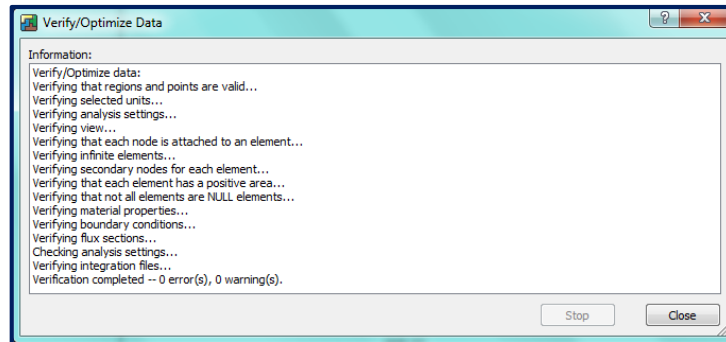 Verify/Optimize Data
Information:
Verify/Optimize data:
Verifying that regions and points are valid...
Verifying selected units...
Verifying analysis settings...
Verifying view...
Verifying that each node is attached to an element...
Verifying infinite elements...
Verifying secondary nodes for each element...
Verifying that each element has a positive area...
Verifying that not all elements are NULL elements...
Verifying material properties...
Verifying boundary conditions...
Verifying flux sections...
Checking analysis settings...
Verifying integration files...
Verification completed -- 0 error(s), 0 warning(s).
Stop Close